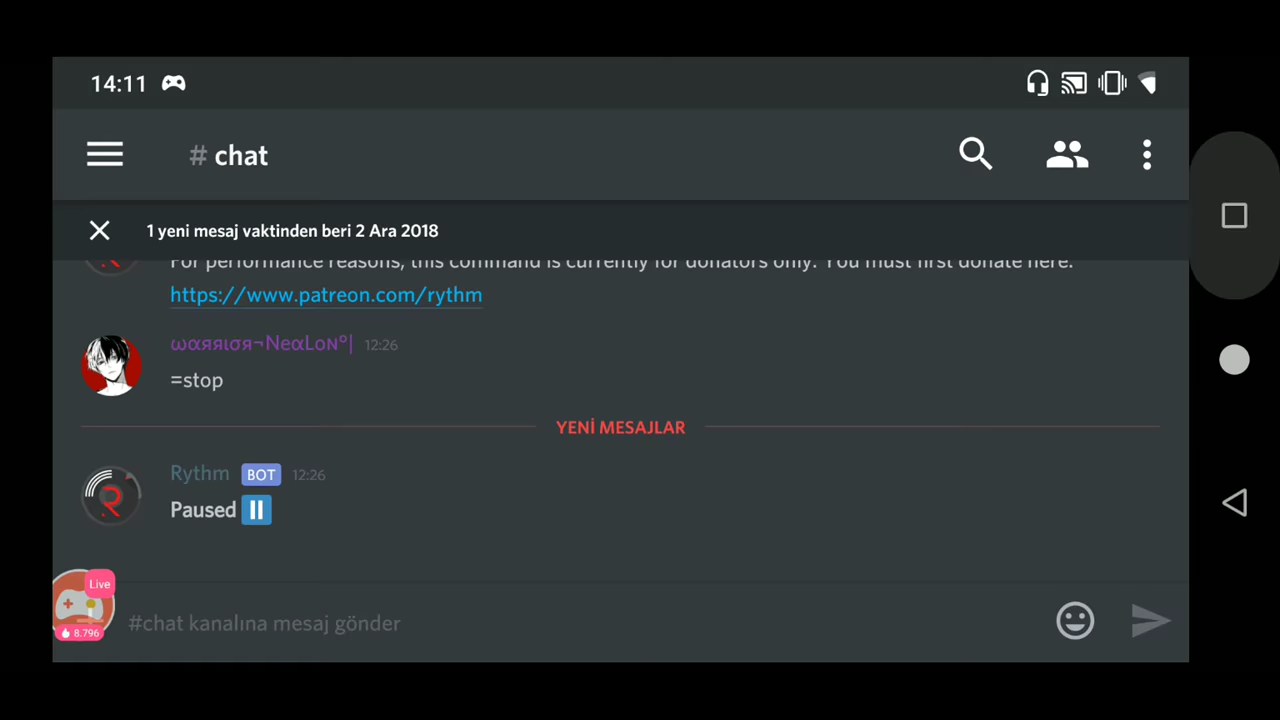 14:11
# chat
1 yeni mesaj vaktinden beri 2 Ara 2018
For performance reasons, this command is currently for donators only. You must first donate here.
https://www.patreon.com/rythm
ωαяяισя¬NeαLoɴ°| 12:26
=stop
YENİ MESAJLAR
Rythm BOT 12:26
Paused
Live
8.796
#chat kanalına mesaj gönder